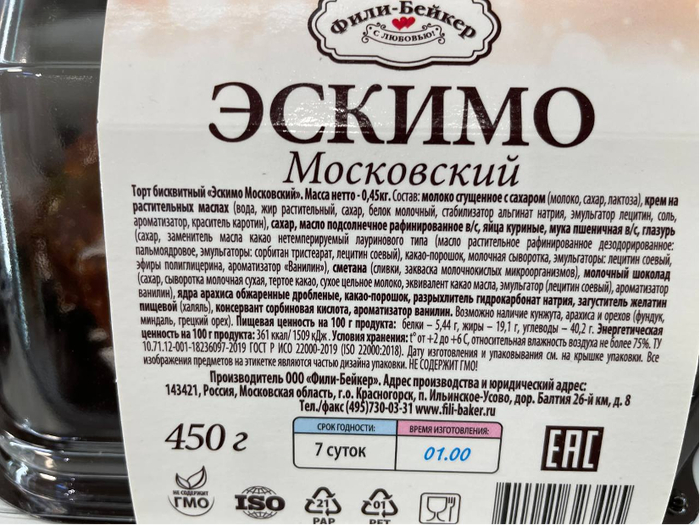 Фили-Бейкер
С ЛЮБОВЬЮ!
ЭСКИМО
Московский
Торт бисквитный «Эскимо Московский». Масса нетто - 0,45кг. Состав: молоко сгущенное с сахаром (молоко, сахар, лактоза), крем на
растительных маслах (вода, жир растительный, сахар, белок молочный, стабилизатор альгинат натрия, эмульгатор лецитин, соль,
ароматизатор, краситель каротин), сахар, масло подсолнечное рафинированное в/с, яйца куриные, мука пшеничная в/с, глазурь
(сахар, заменитель масла какао нетемперируемый лауринового типа (масло растительное рафинированное дезодорированное:
пальмоядровое, эмульгаторы: сорбитан тристеарат, лецитин соевый), какао-порошок, молочная сыворотка, эмульгаторы: лецитин соевый,
эфиры полиглицерина, ароматизатор «Ванилин»), сметана (сливки, закваска молочнокислых микроорганизмов), молочный шоколад
(сахар, сыворотка молочная сухая, тертое какао, сухое цельное молоко, эквивалент какао масла, эмульгатор (лецитин соевый), ароматизатор
ванилин), ядра арахиса обжаренные дробленые, какао-порошок, разрыхлитель гидрокарбонат натрия, загуститель желатин
пищевой (халяль), консервант сорбиновая кислота, ароматизатор ванилин. Возможно наличие кунжута, арахиса и орехов (фундук,
миндаль, грецкий орех). Пищевая ценность на 100 г продукта: белки – 5,44 г, жиры – 19,1 г, углеводы – 40,2 г. Энергетическая
ценность на 100 г продукта: 361 ккал/ 1509 кДж. Условия хранения: t° от +2 до +6 С, относительная влажность воздуха не более 75%. ТУ
10.71.12-001-18236097-2019 ГОСТ Р ИСО 22000-2019 (ISO 22000:2018). Дату изготовления и упаковывания см. на крышке упаковки. Все
изображения предметов на этикетке являются частью дизайна упаковки. НЕ СОДЕРЖИТ ГМО!
Производитель ООО «Фили-Бейкер». Адрес производства и юридический адрес:
143421, Россия, Московская область, г.о. Красногорск, п. Ильинское-Усово, дор. Балтия 26-й км, д. 8
Тел./факс (495)730-03-31 www.fili-baker.ru
450 г
СРОК ГОДНОСТИ:
7 суток
ВРЕМЯ ИЗГОТОВЛЕНИЯ:
01.00
EAC
НЕ СОДЕРЖИТ
ГМО
ISO
21
PAP
01
PET